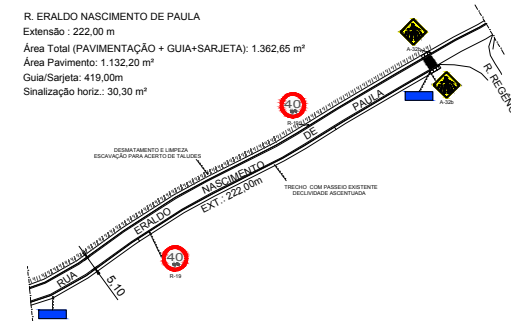 R. ERALDO NASCIMENTO DE PAULA
Extensão : 222,00 m
Área Total (PAVIMENTAÇÃO + GUIA+SARJETA): 1.362,65 m²
Área Pavimento: 1.132,20 m²
Guia/Sarjeta: 419,00m
Sinalização horiz.: 30,30 m²
A-32b
A-32b
R. REGÊNC
40
R-19
DESMATAMENTO E LIMPEZA
ESCAVAÇÃO PARA ACERTO DE TALUDES
RUA ERALDO NASCIMENTO DE PAULA
EXT.: 222,00m
TRECHO COM PASSEIO EXISTENTE
DECLIVIDADE ASCENTUADA
40
R-19
5,10